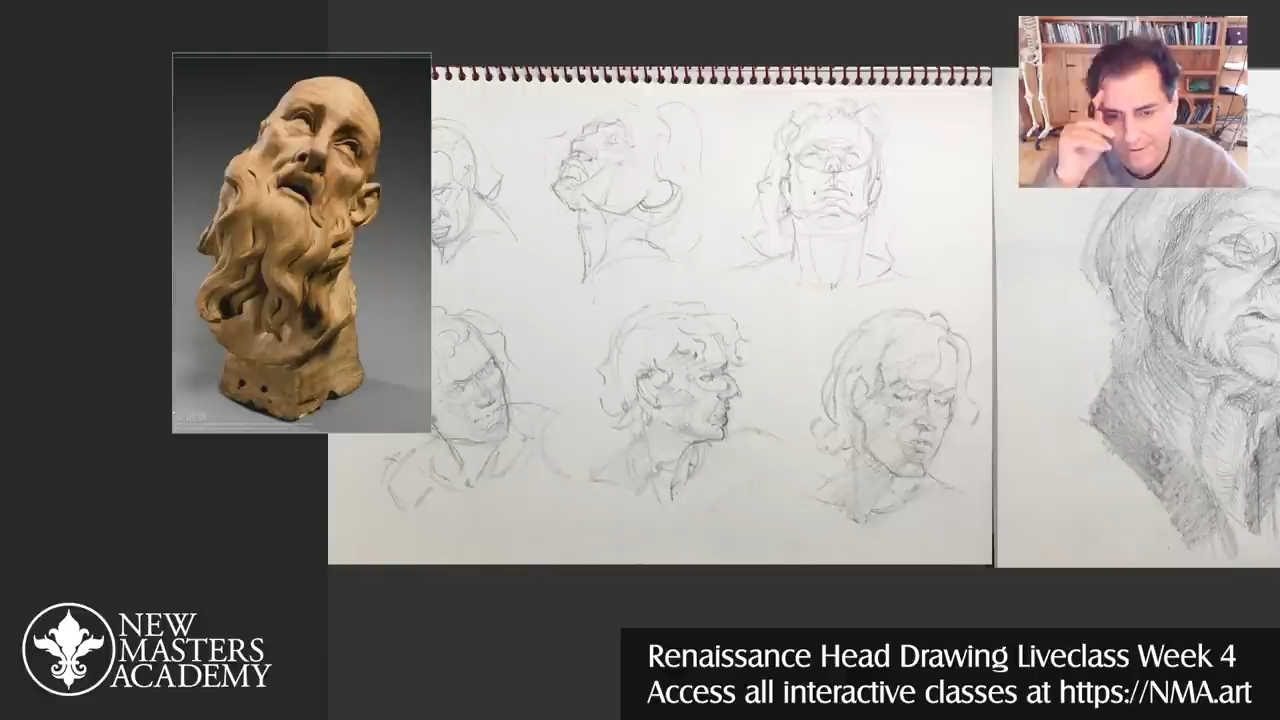 NEW
MASTERS
ACADEMY
Renaissance Head Drawing Liveclass Week 4
Access all interactive classes at https://NMA.art